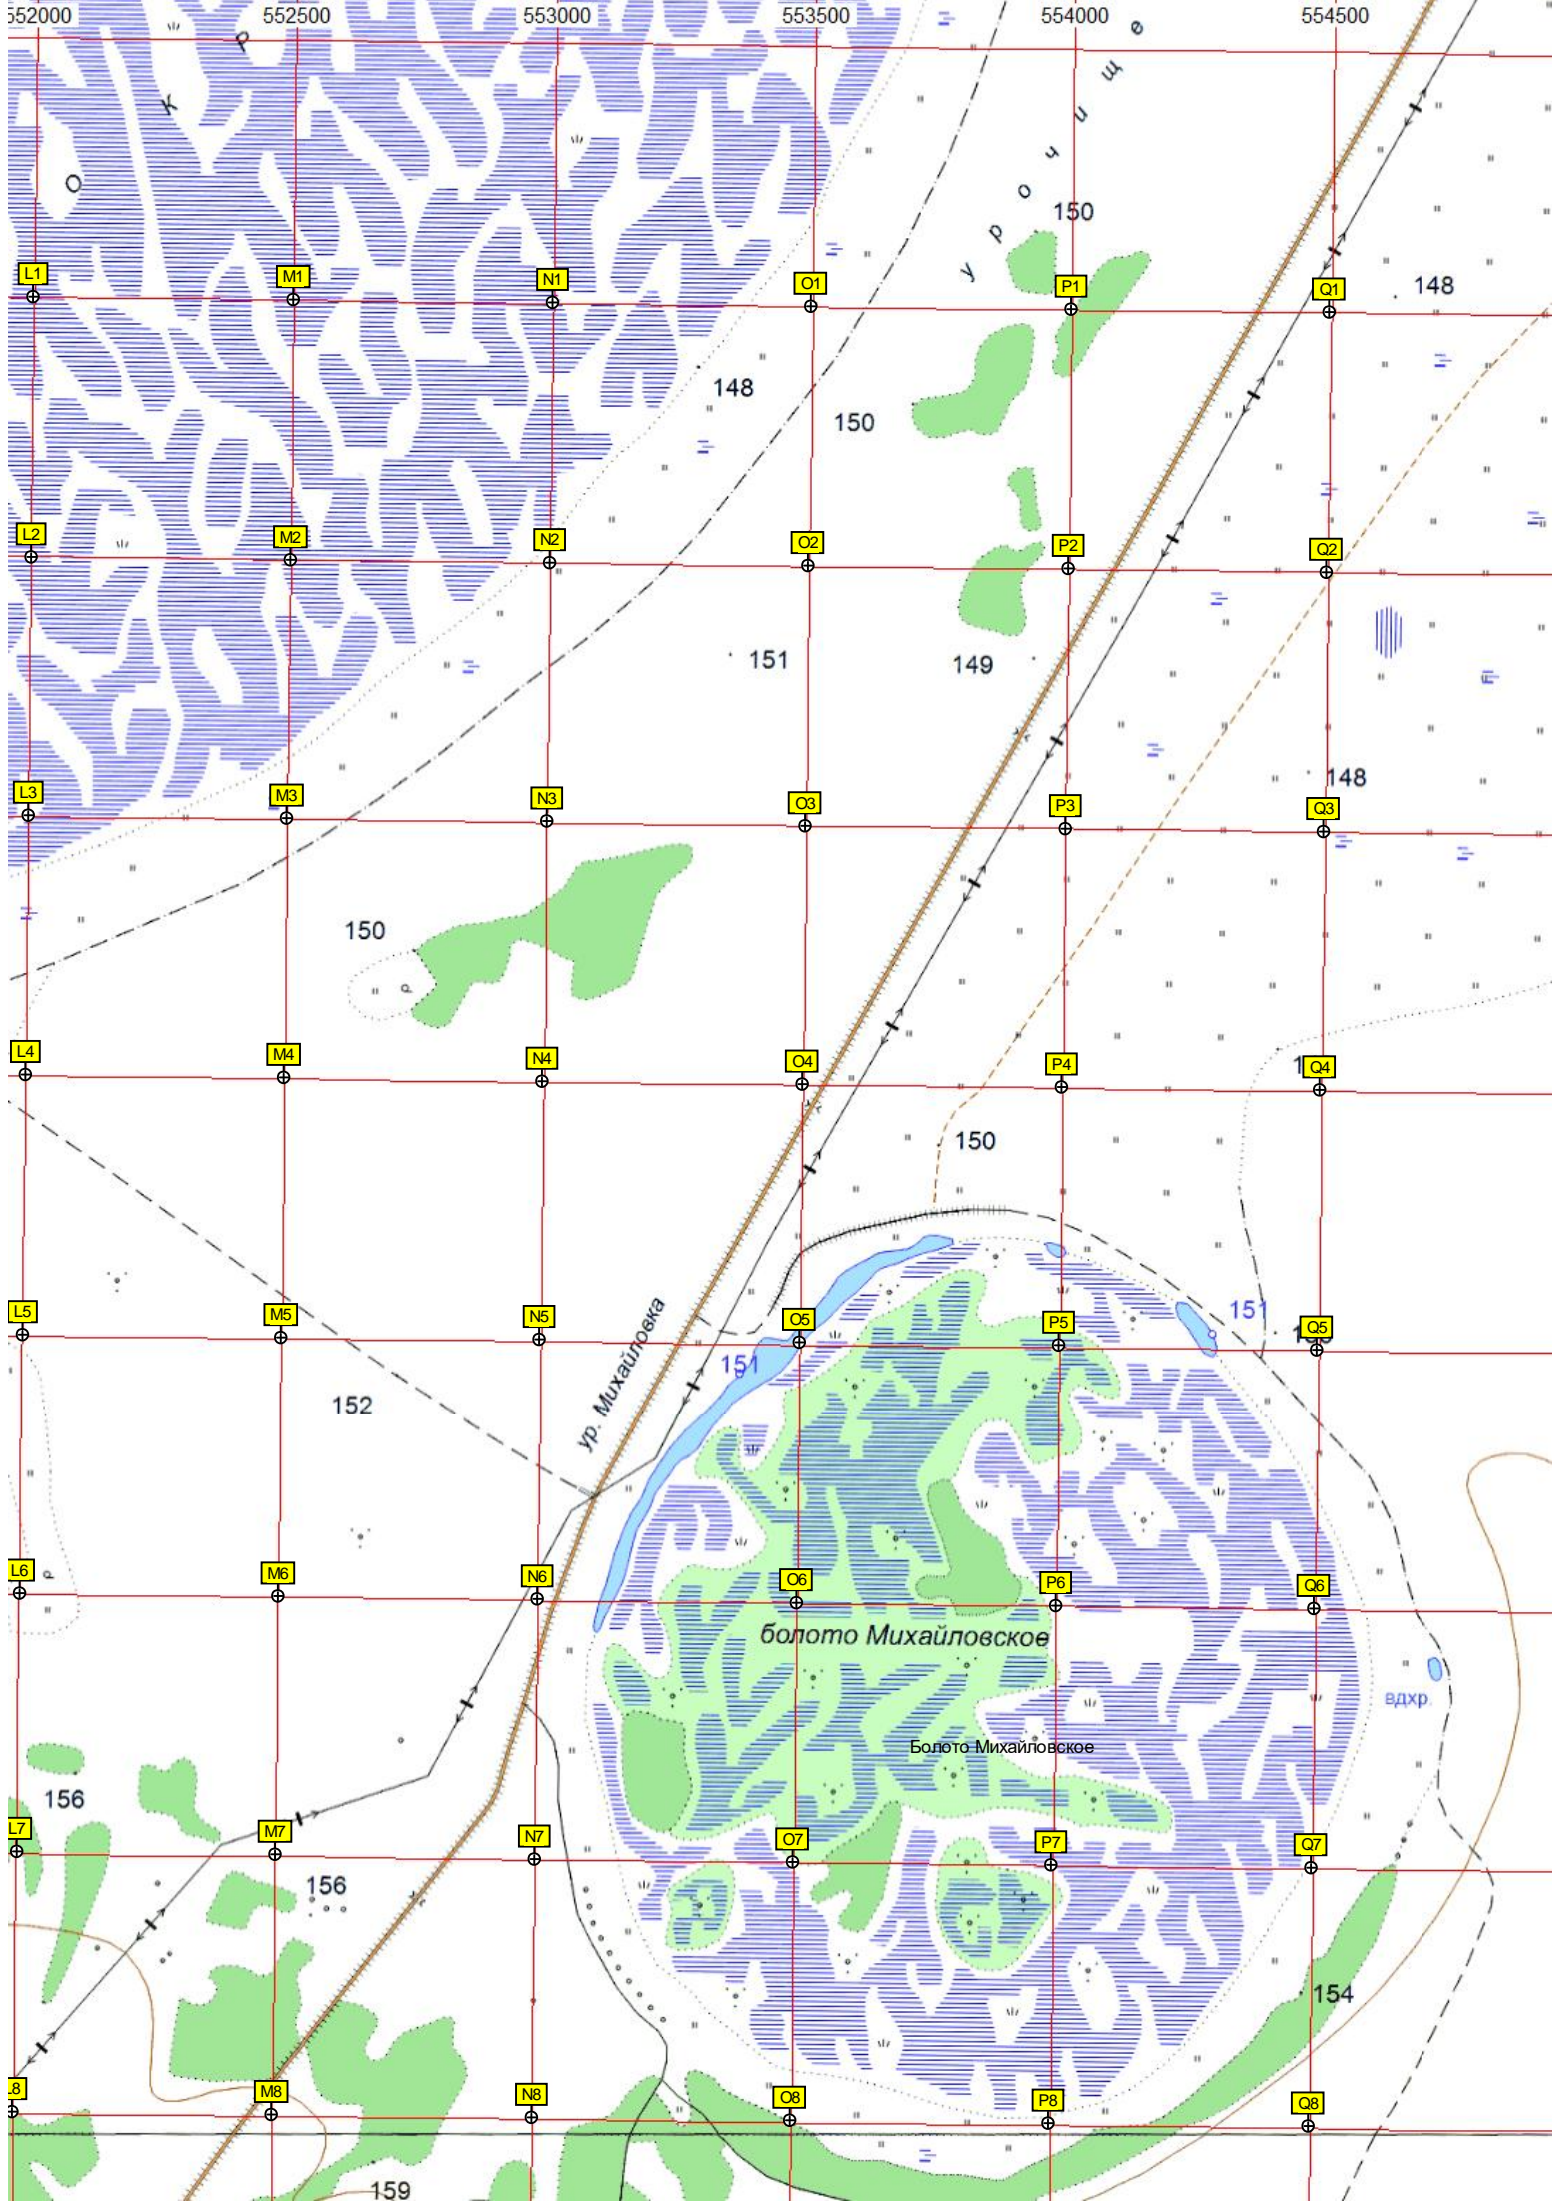 552000 552500 553000 553500 554000 554500
О К Р
У р о ч и щ е
150
L1 M1 N1 O1 P1 Q1 148
148
150
L2 M2 N2 O2 P2 Q2
151 149
148
L3 M3 N3 O3 P3 Q3
150
р
L4 M4 N4 O4 P4 Q4
150
L5 M5 N5 O5 P5 Q5
151
151
152
ур. Михайловка
L6 M6 N6 O6 P6 Q6
р
болото Михайловское
вдхр.
Болото Михайловское
156
L7 M7 N7 O7 P7 Q7
156
154
L8 M8 N8 O8 P8 Q8
159